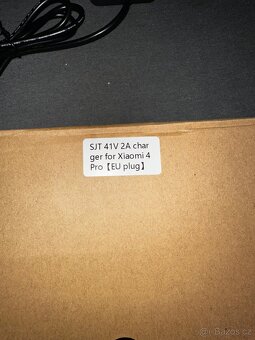 SJT 41V 2A char
ger for Xiaomi 4
Pro【EU plug】
Bazos.cz